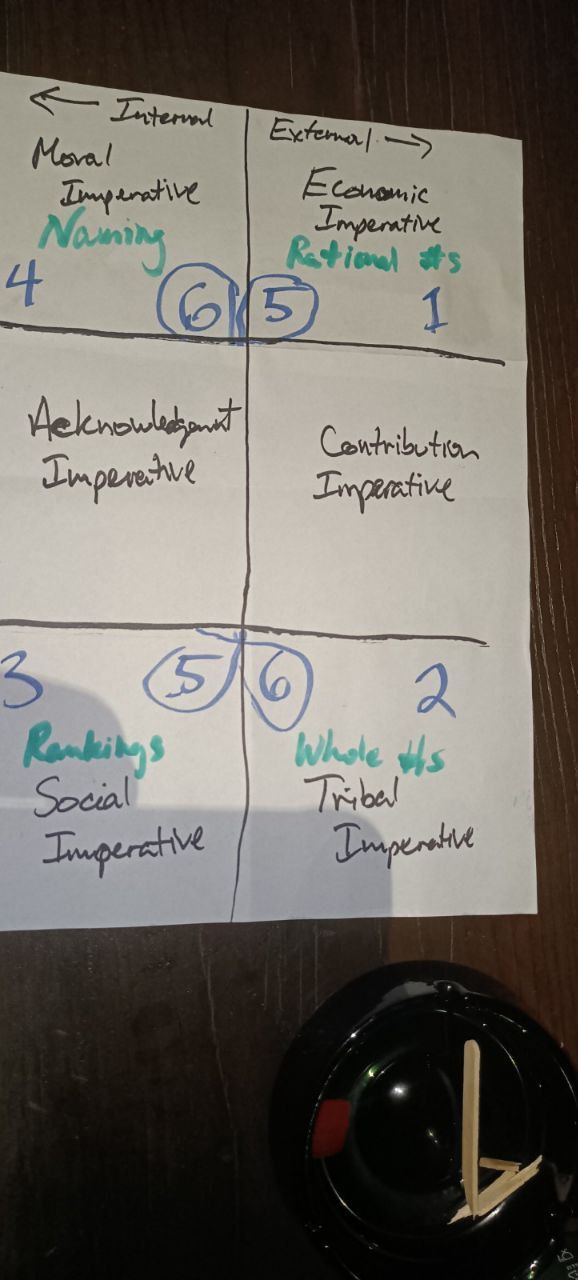 ← Internal
External →
Moral
Imperative
Naming
4 6
Economic
Imperative
Rational #s
5 1
Acknowledgment
Imperative
Contribution
Imperative
3 5
Rankings
Social
Imperative
6 2
Whole #s
Tribal
Imperative